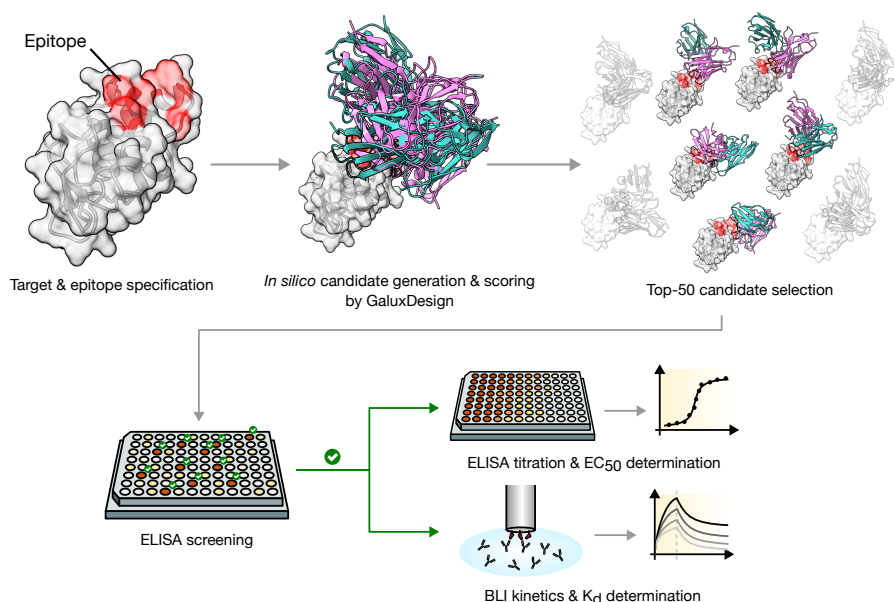 Epitope
Target & epitope specification
In silico candidate generation & scoring
by GaluxDesign
Top-50 candidate selection
ELISA screening
ELISA titration & EC50 determination
BLI kinetics & Kd determination